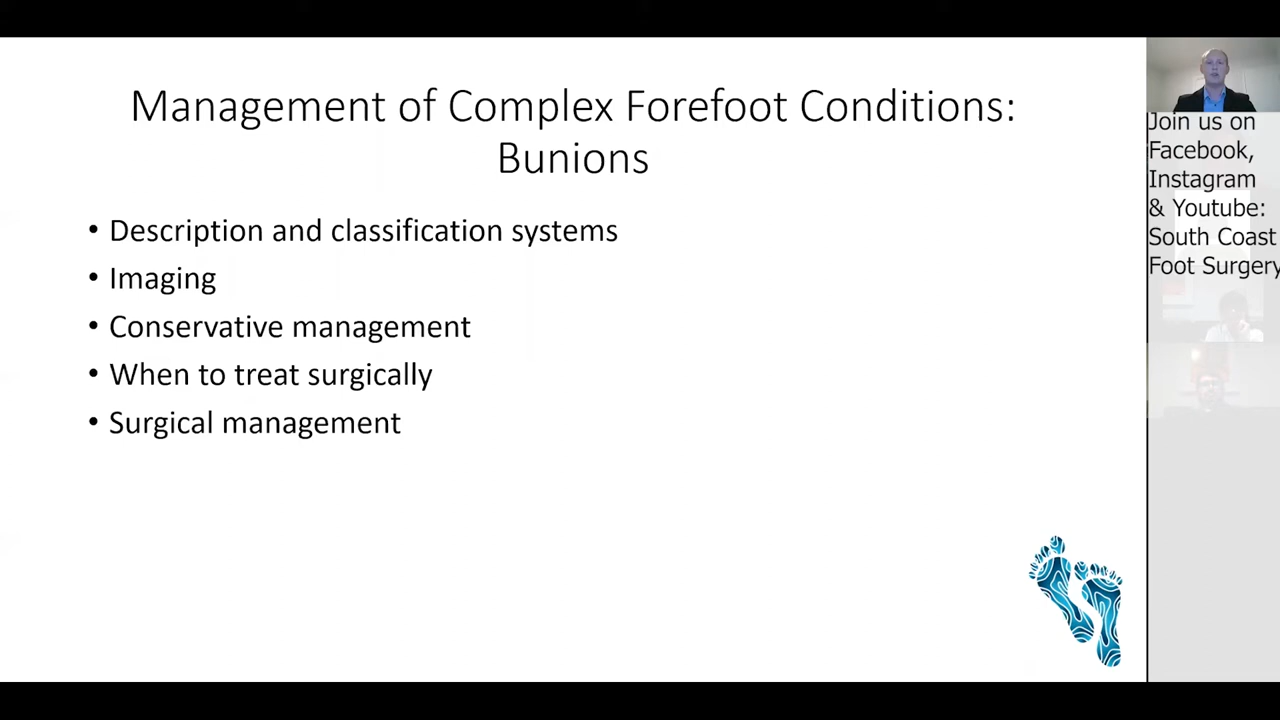 Management of Complex Forefoot Conditions:
Bunions
• Description and classification systems
• Imaging
• Conservative management
• When to treat surgically
• Surgical management
Join us on
Facebook,
Instagram
& Youtube:
South Coast
Foot Surgery